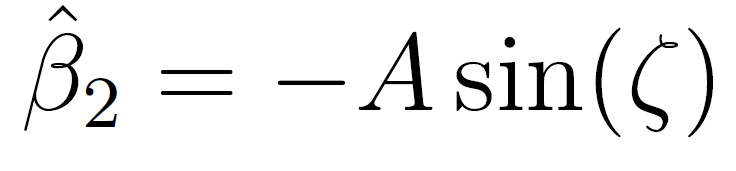 β̂₂ = −A sin(ζ)